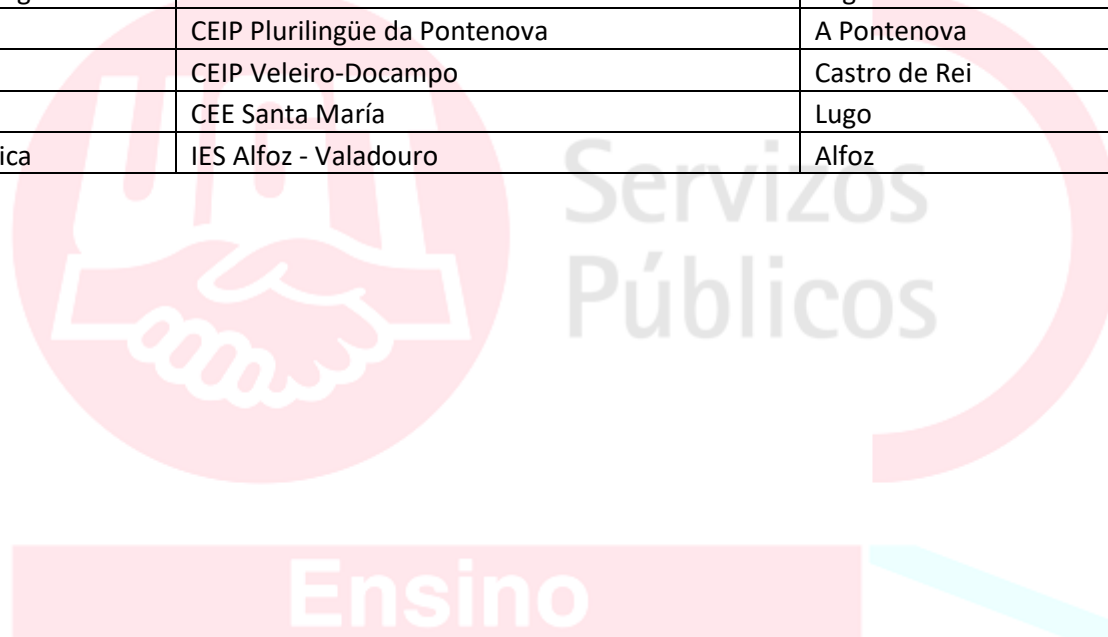 CEIP Plurilingüe da Pontenova A Pontenova
CEIP Veleiro-Docampo Castro de Rei
CEE Santa María Lugo
IES Alfoz - Valadouro Alfoz
UGT
Servizos
Públicos
Ensino